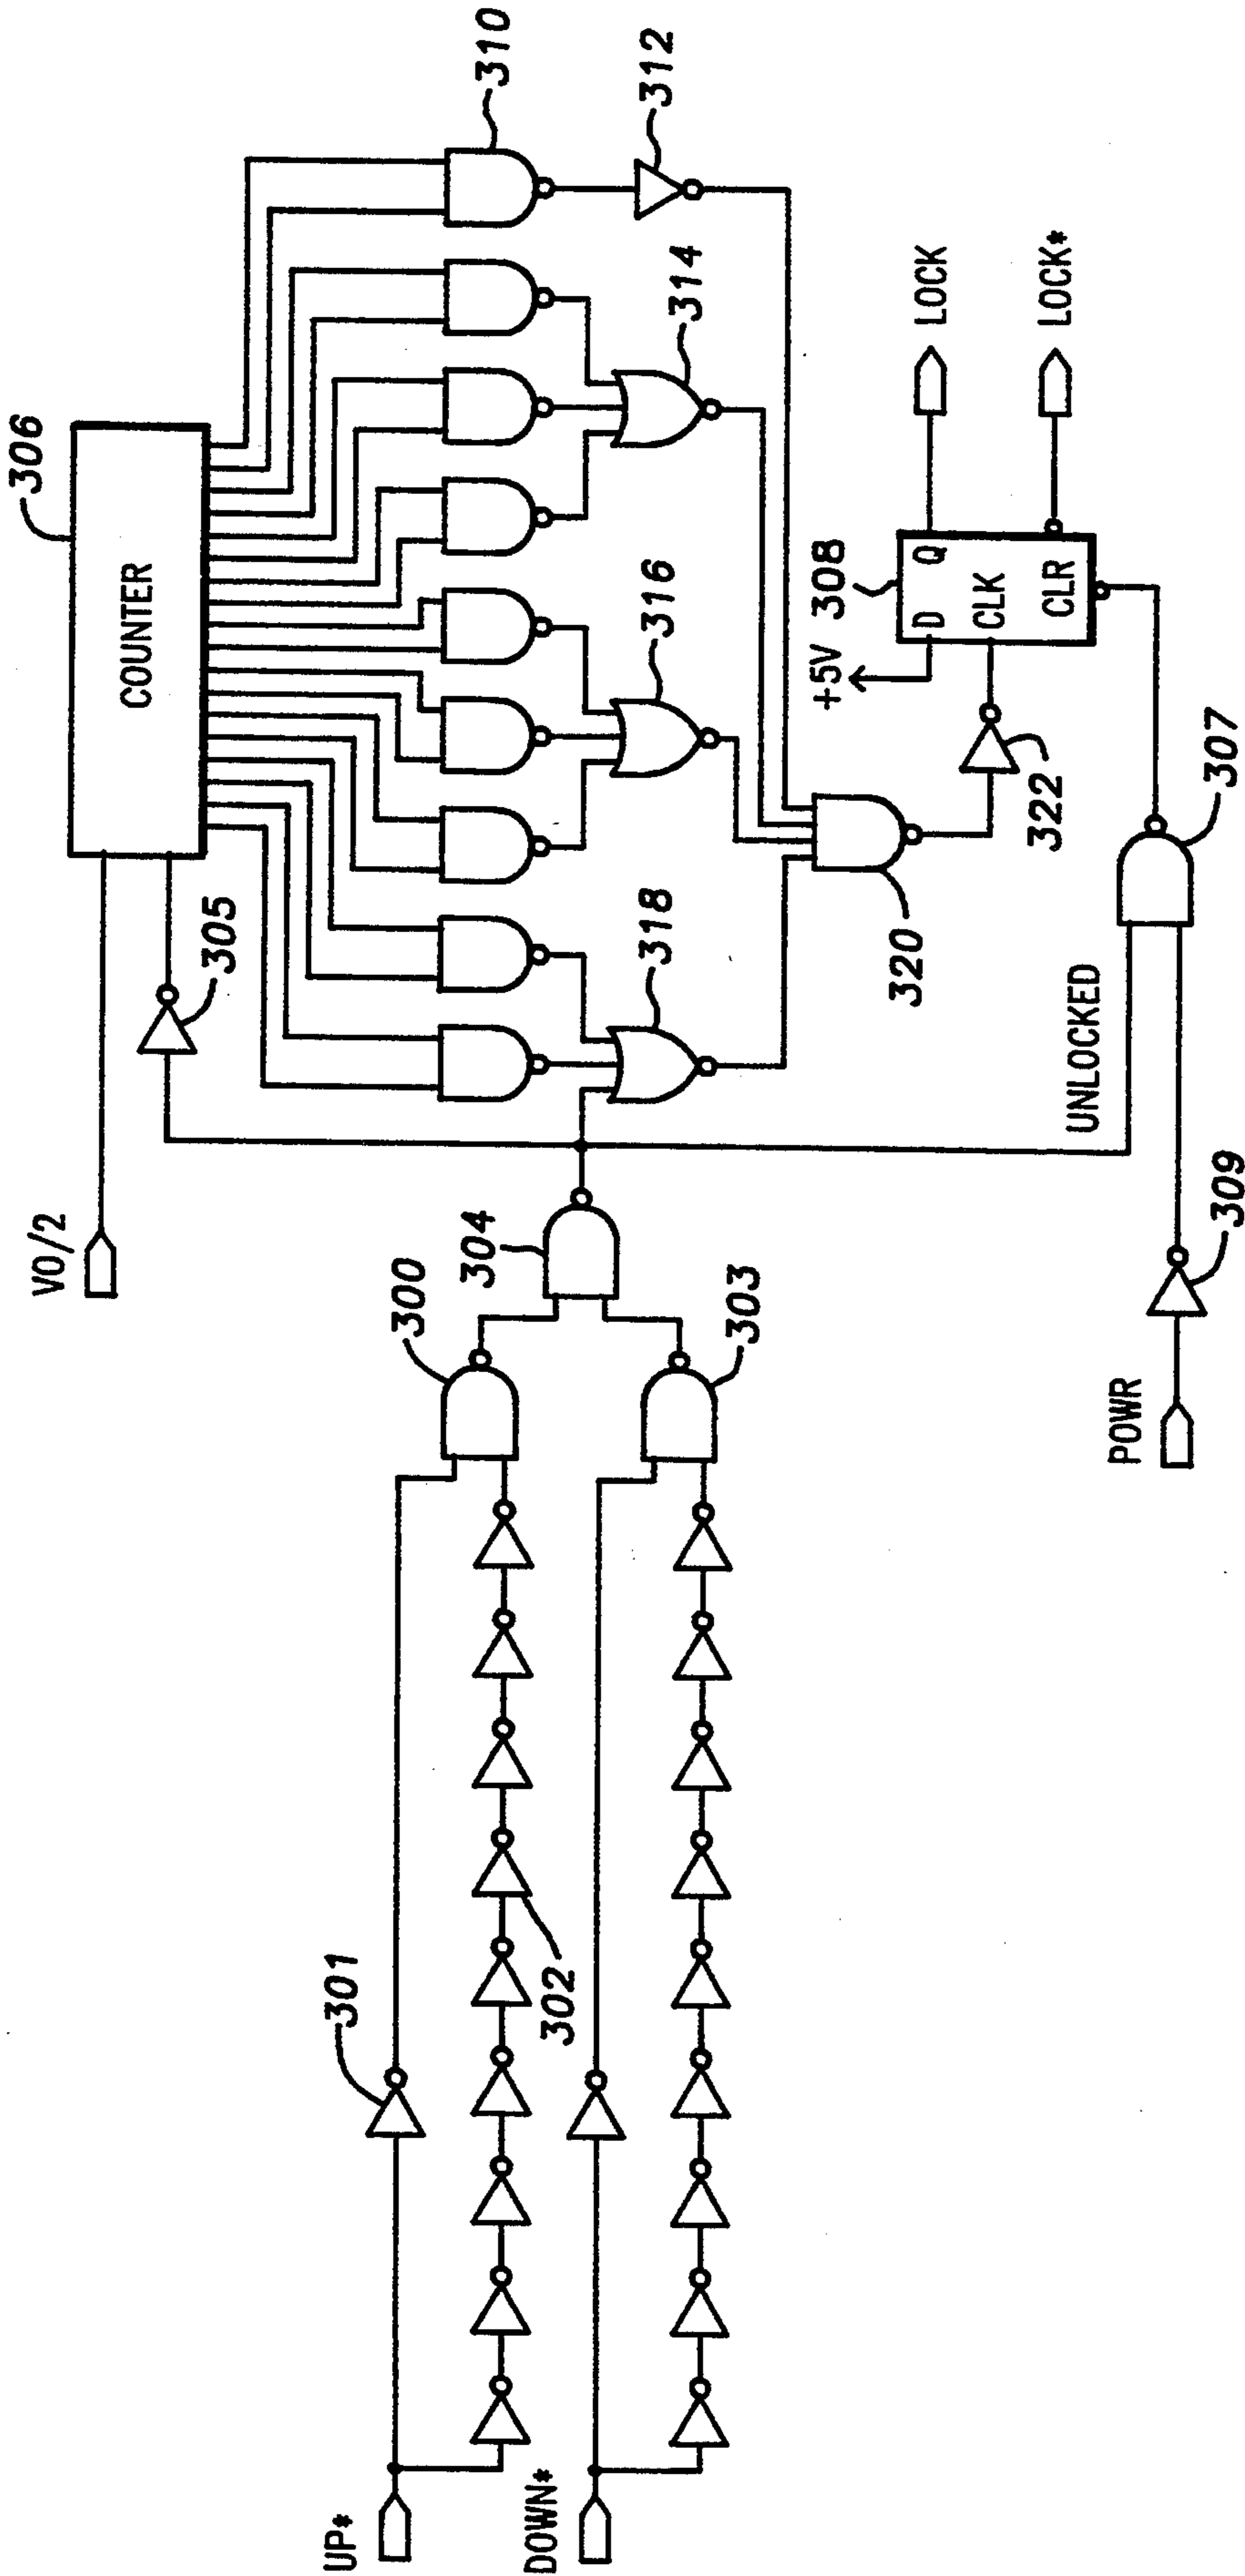 UP*
DOWN*
301
302
300
303
304
V0/2
305
306
COUNTER
310
312
314
316
318
320
322
+5V
308
D
Q
CLK
CLR
LOCK
LOCK*
UNLOCKED
307
POWR
309